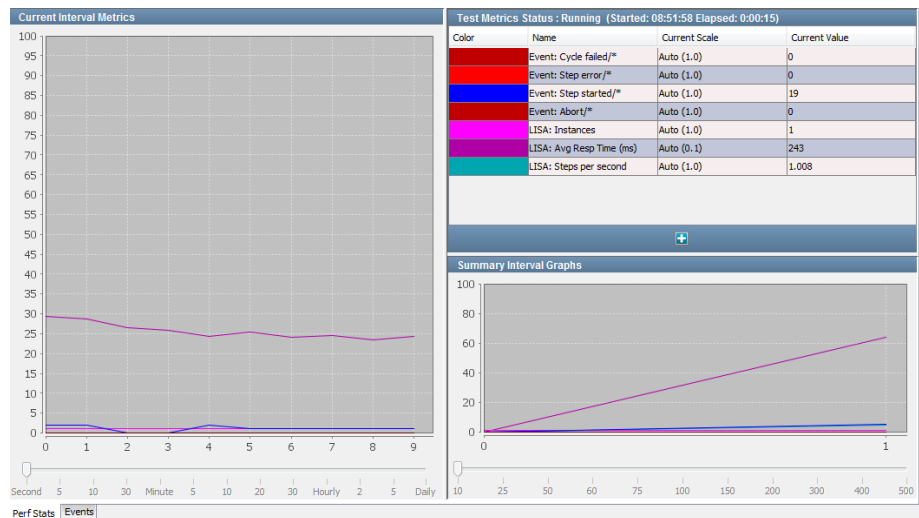 Current Interval Metrics
100
95
90
85
80
75
70
65
60
55
50
45
40
35
30
25
20
15
10
5
0
0 1 2 3 4 5 6 7 8 9
Second 5 10 30 Minute 5 10 20 30 Hourly 2 5 Daily
Test Metrics Status : Running (Started: 08:51:58 Elapsed: 0:00:15)
Color Name Current Scale Current Value
Event: Cycle failed/* Auto (1.0) 0
Event: Step error/* Auto (1.0) 0
Event: Step started/* Auto (1.0) 19
Event: Abort/* Auto (1.0) 0
LISA: Instances Auto (1.0) 1
LISA: Avg Resp Time (ms) Auto (0.1) 243
LISA: Steps per second Auto (1.0) 1.008
Summary Interval Graphs
100
80
60
40
20
0
0 1
10 25 50 60 75 100 150 200 300 400 500
Perf Stats Events